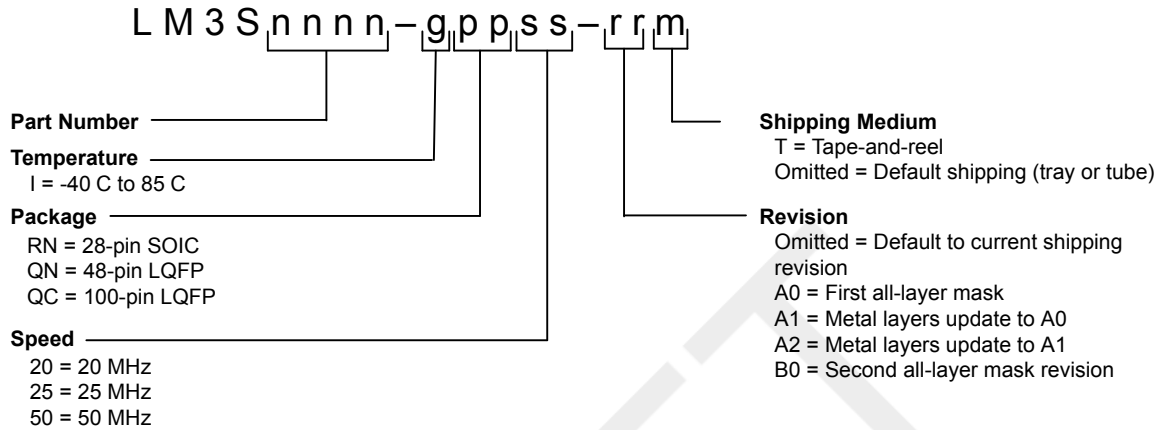 LM3Snnnn–gppss–rrm
Part Number
Temperature
I = -40 C to 85 C
Package
RN = 28-pin SOIC
QN = 48-pin LQFP
QC = 100-pin LQFP
Speed
20 = 20 MHz
25 = 25 MHz
50 = 50 MHz
Shipping Medium
T = Tape-and-reel
Omitted = Default shipping (tray or tube)
Revision
Omitted = Default to current shipping
revision
A0 = First all-layer mask
A1 = Metal layers update to A0
A2 = Metal layers update to A1
B0 = Second all-layer mask revision